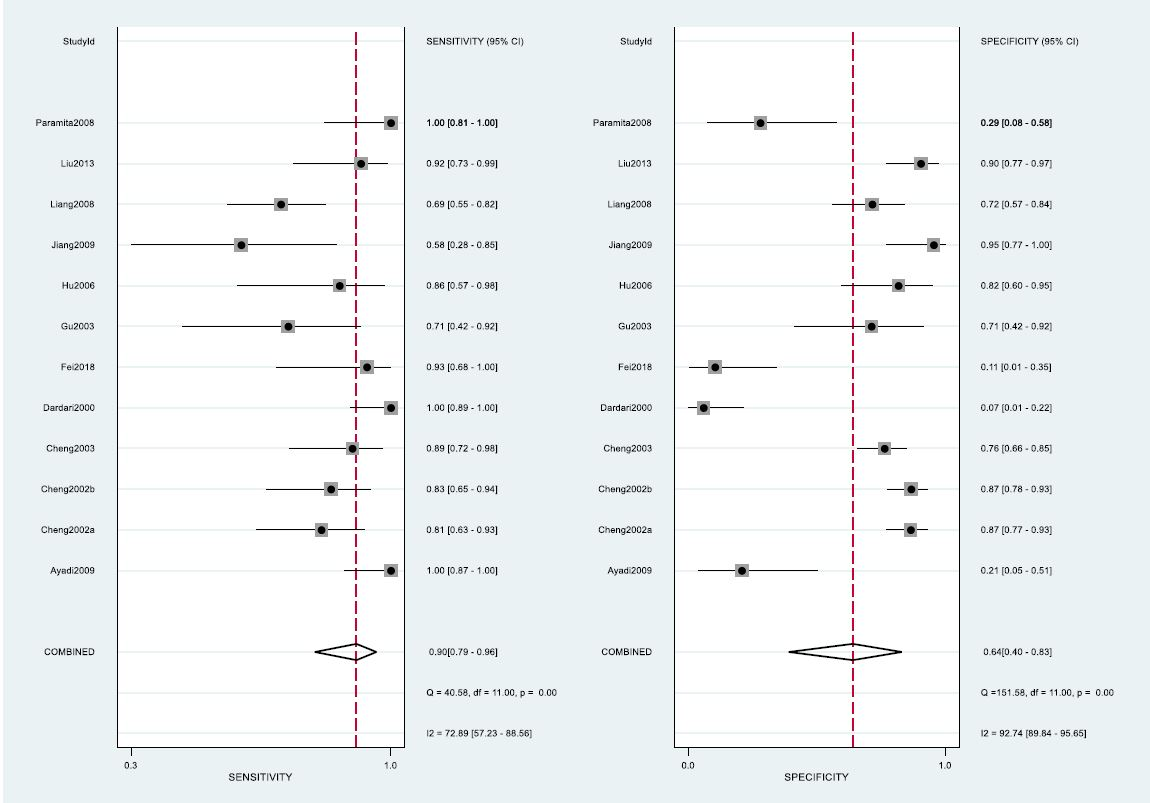 StudyId SENSITIVITY (95% CI)
Paramita2008 1.00 [0.81 - 1.00]
Liu2013 0.92 [0.73 - 0.99]
Liang2008 0.69 [0.55 - 0.82]
Jiang2009 0.58 [0.28 - 0.85]
Hu2006 0.86 [0.57 - 0.98]
Gu2003 0.71 [0.42 - 0.92]
Fei2018 0.93 [0.68 - 1.00]
Dardari2000 1.00 [0.89 - 1.00]
Cheng2003 0.89 [0.72 - 0.98]
Cheng2002b 0.83 [0.65 - 0.94]
Cheng2002a 0.81 [0.63 - 0.93]
Ayadi2009 1.00 [0.87 - 1.00]
COMBINED 0.90[0.79 - 0.96]
Q = 40.58, df = 11.00, p = 0.00
I2 = 72.89 [57.23 - 88.56]
0.3 1.0
SENSITIVITY
StudyId SPECIFICITY (95% CI)
Paramita2008 0.29 [0.08 - 0.58]
Liu2013 0.90 [0.77 - 0.97]
Liang2008 0.72 [0.57 - 0.84]
Jiang2009 0.95 [0.77 - 1.00]
Hu2006 0.82 [0.60 - 0.95]
Gu2003 0.71 [0.42 - 0.92]
Fei2018 0.11 [0.01 - 0.35]
Dardari2000 0.07 [0.01 - 0.22]
Cheng2003 0.76 [0.66 - 0.85]
Cheng2002b 0.87 [0.78 - 0.93]
Cheng2002a 0.87 [0.77 - 0.93]
Ayadi2009 0.21 [0.05 - 0.51]
COMBINED 0.64[0.40 - 0.83]
Q =151.58, df = 11.00, p = 0.00
I2 = 92.74 [89.84 - 95.65]
0.0 1.0
SPECIFICITY